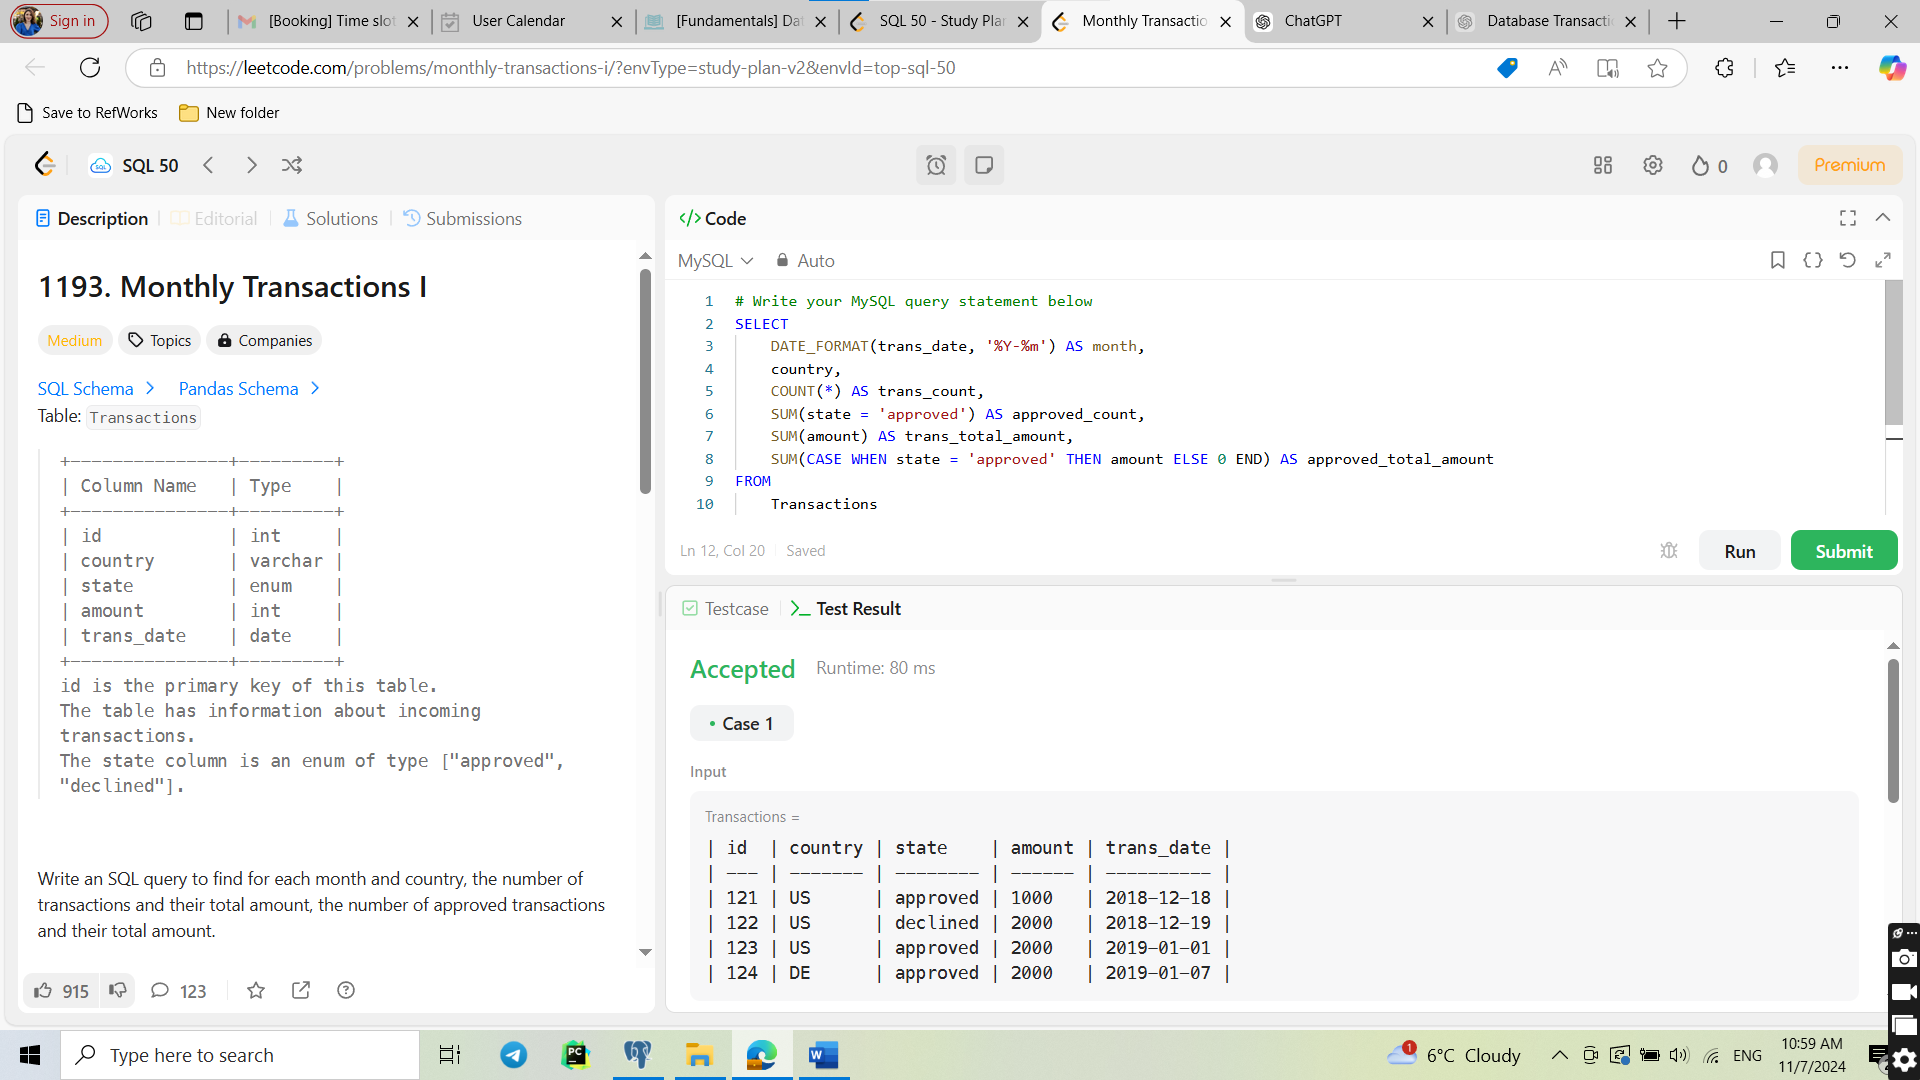 Sign in
[Booking] Time slo
User Calendar
[Fundamentals] Dat
SQL 50 - Study Plan
Monthly Transactio
ChatGPT
Database Transacti
https://leetcode.com/problems/monthly-transactions-i/?envType=study-plan-v2&envId=top-sql-50
Save to RefWorks
New folder
SQL 50
0
Premium
Description
Editorial
Solutions
Submissions
1193. Monthly Transactions I
Medium
Topics
Companies
SQL Schema
Pandas Schema
Table: Transactions
+---------------+---------+
| Column Name   | Type    |
+---------------+---------+
| id            | int     |
| country       | varchar |
| state         | enum    |
| amount        | int     |
| trans_date    | date    |
+---------------+---------+
id is the primary key of this table.
The table has information about incoming
transactions.
The state column is an enum of type ["approved",
"declined"].
Write an SQL query to find for each month and country, the number of
transactions and their total amount, the number of approved transactions
and their total amount.
915
123
</> Code
MySQL
Auto
1 # Write your MySQL query statement below
2 SELECT
3     DATE_FORMAT(trans_date, '%Y-%m') AS month,
4     country,
5     COUNT(*) AS trans_count,
6     SUM(state = 'approved') AS approved_count,
7     SUM(amount) AS trans_total_amount,
8     SUM(CASE WHEN state = 'approved' THEN amount ELSE 0 END) AS approved_total_amount
9 FROM
10     Transactions
Ln 12, Col 20
Saved
Run
Submit
Testcase
Test Result
Accepted
Runtime: 80 ms
Case 1
Input
Transactions =
| id  | country | state    | amount | trans_date |
| --- | ------- | -------- | ------ | ---------- |
| 121 | US      | approved | 1000   | 2018-12-18 |
| 122 | US      | declined | 2000   | 2018-12-19 |
| 123 | US      | approved | 2000   | 2019-01-01 |
| 124 | DE      | approved | 2000   | 2019-01-07 |
Type here to search
PC
W
1
6°C Cloudy
ENG
10:59 AM
11/7/2024